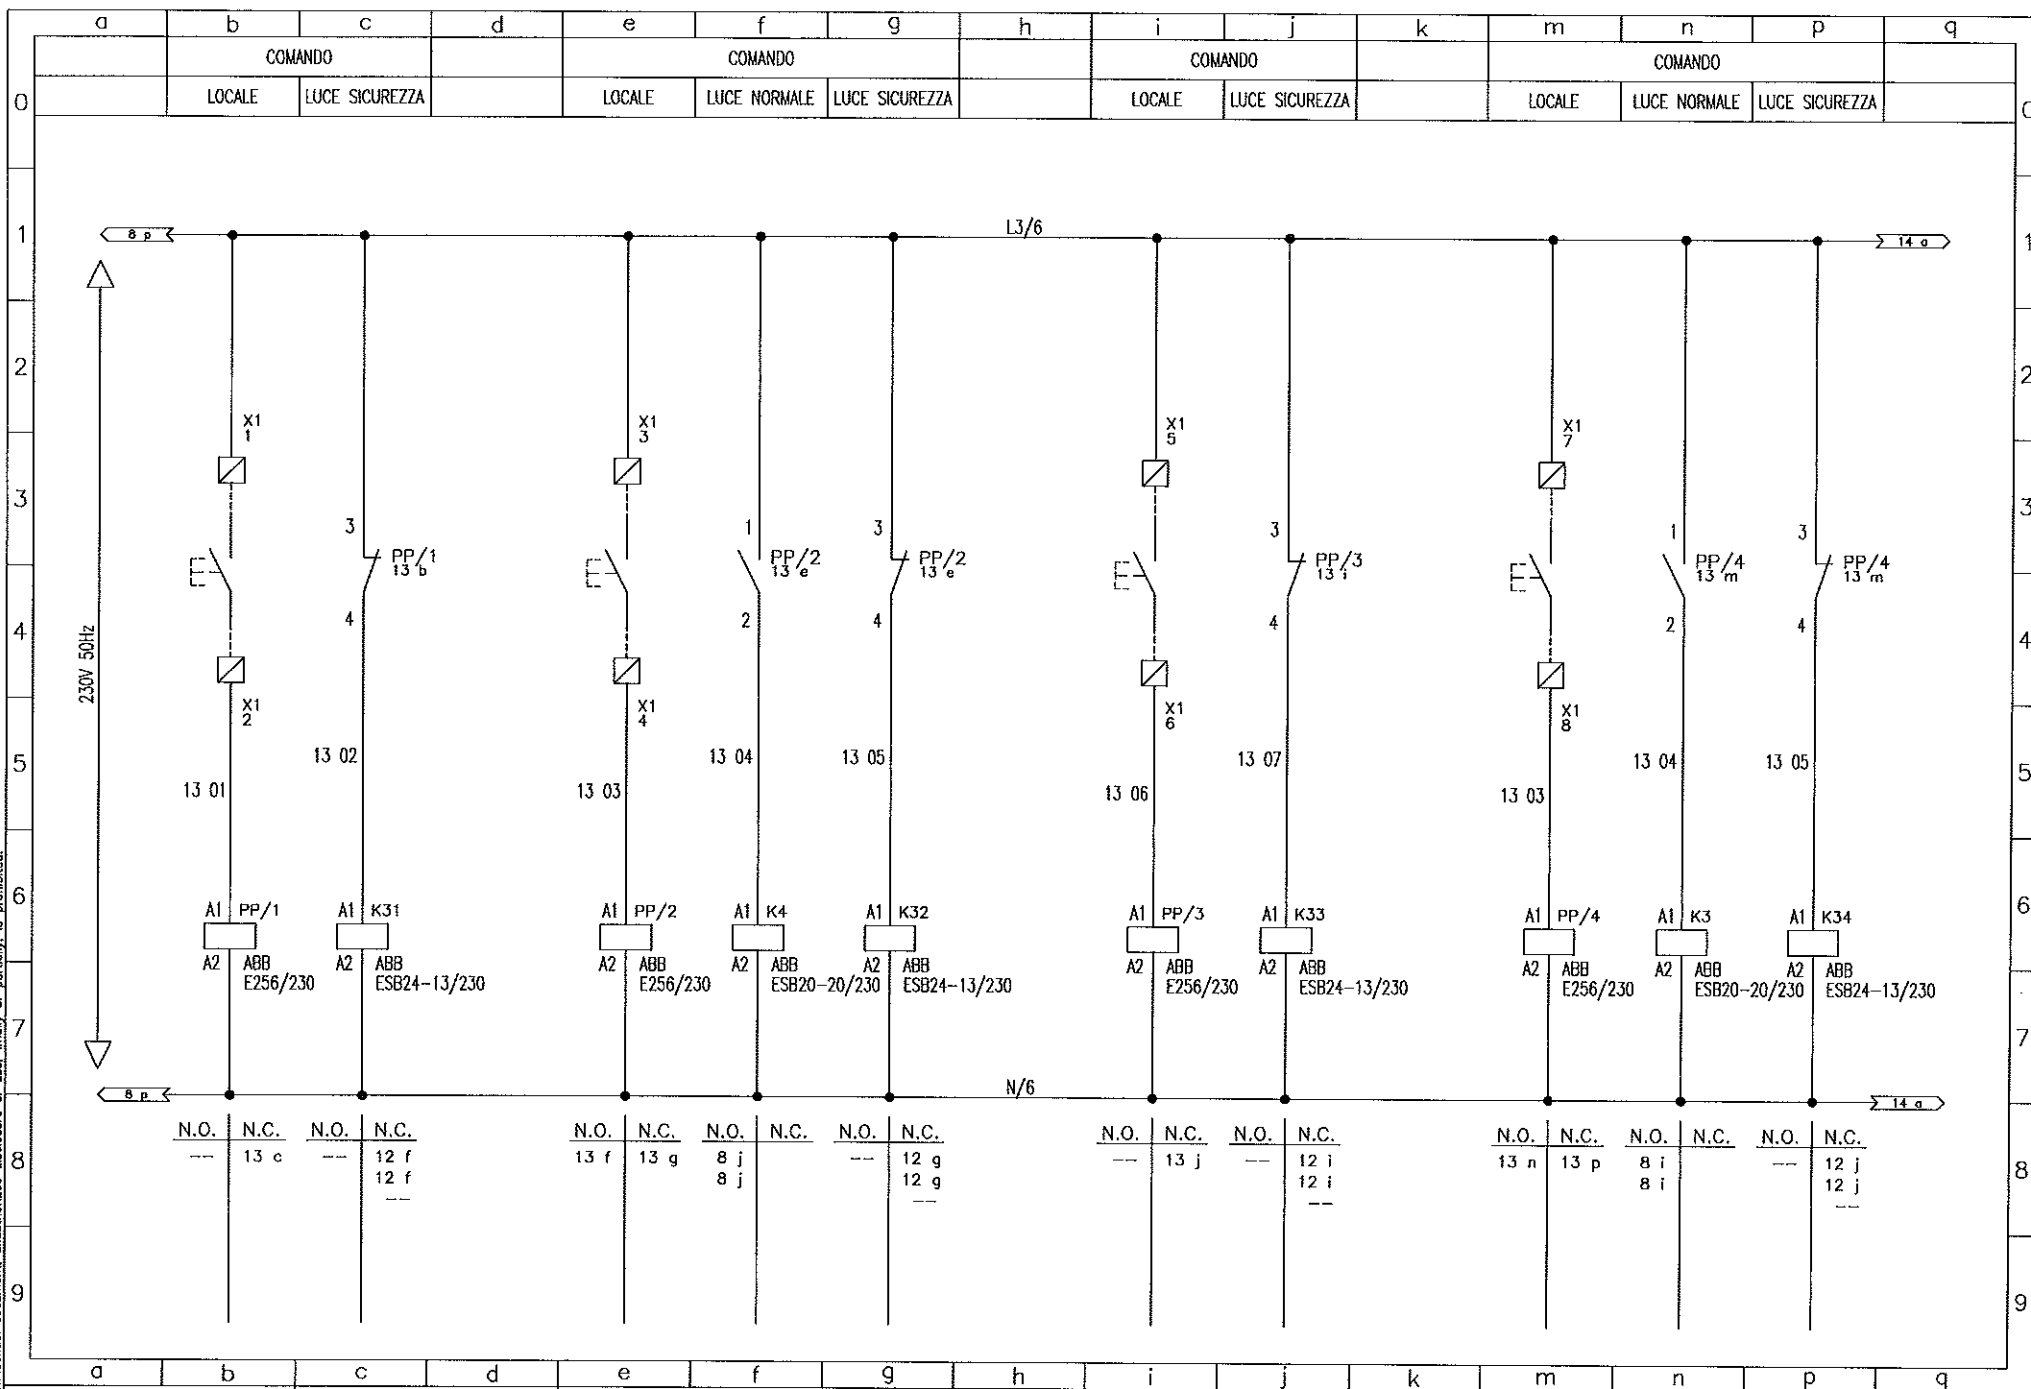 a b c d e f g h i j k m n p q
COMANDO COMANDO COMANDO COMANDO
0 LOCALE LUCE SICUREZZA LOCALE LUCE NORMALE LUCE SICUREZZA LOCALE LUCE SICUREZZA LOCALE LUCE NORMALE LUCE SICUREZZA
L3/6
1 8 p 14 a 1
2 2
X1 X1 X1 X1
1 3 5 7
3 3
3 1 3 3 1 3
PP/1 PP/2 PP/2 PP/3 PP/4 PP/4
13 b 13 e 13 e 13 i 13 m 13 m
4 2 4 4 2 4
4 4
230V 50Hz
X1 X1 X1 X1
2 4 6 8
13 02 13 04 13 05 13 07 13 04 13 05
5 5
13 01 13 03 13 06 13 03
6 6
A1 PP/1 A1 K31 A1 PP/2 A1 K4 A1 K32 A1 PP/3 A1 K33 A1 PP/4 A1 K3 A1 K34
A2 ABB A2 ABB A2 ABB A2 ABB A2 ABB A2 ABB A2 ABB A2 ABB A2 ABB A2 ABB
E256/230 ESB24-13/230 E256/230 ESB20-20/230 ESB24-13/230 E256/230 ESB24-13/230 E256/230 ESB20-20/230 ESB24-13/230
7 7
N/6
8 p 14 a
N.O. N.C. N.O. N.C. N.O. N.C. N.O. N.C. N.O. N.C. N.O. N.C. N.O. N.C. N.O. N.C. N.O. N.C. N.O. N.C.
8 -- 13 c -- 12 f 13 f 13 g 8 j -- 12 g -- 13 j -- 12 i 13 n 13 p 8 i -- 12 j 8
12 f 8 j 12 g 12 i 8 i 12 j
-- -- -- --
9 9
a b c d e f g h i j k m n p q